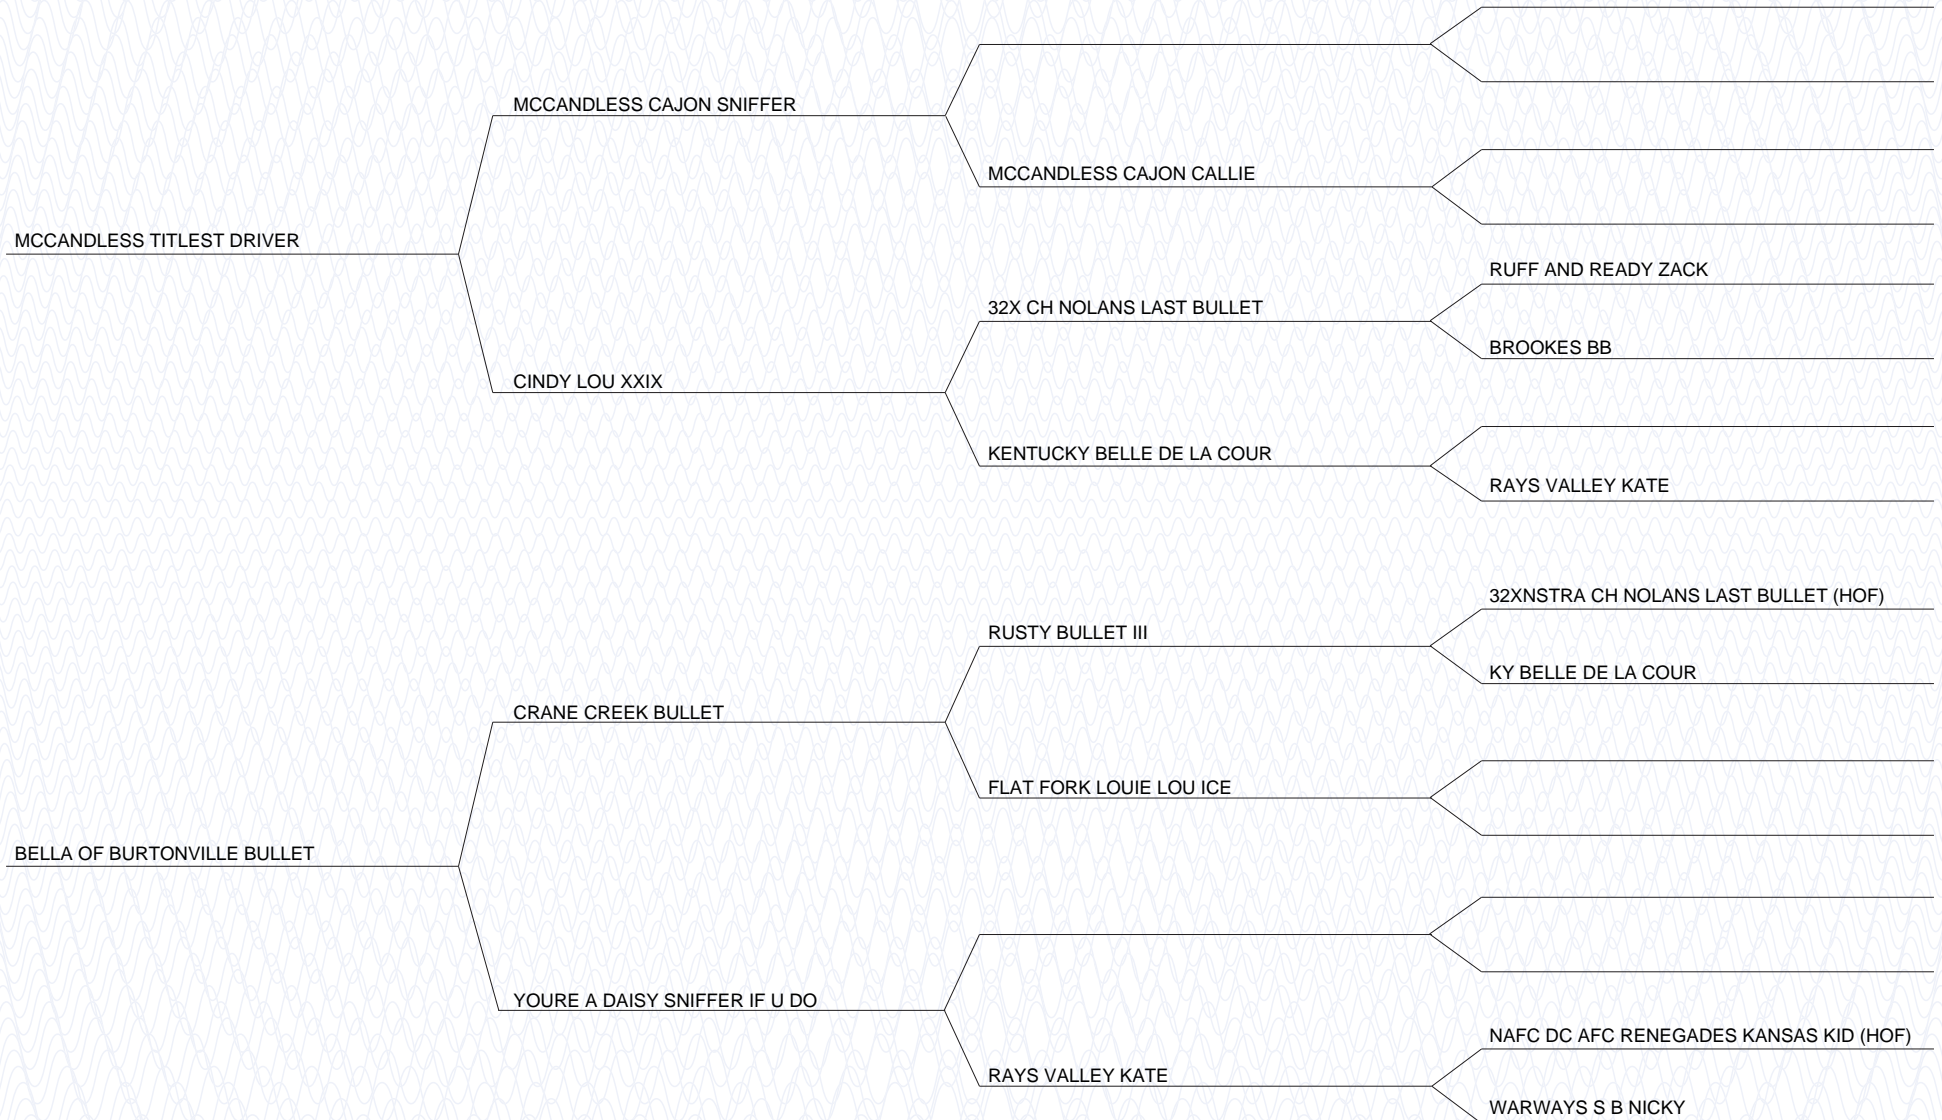 MCCANDLESS CAJON SNIFFER
MCCANDLESS CAJON CALLIE
MCCANDLESS TITLEST DRIVER
RUFF AND READY ZACK
32X CH NOLANS LAST BULLET
BROOKES BB
CINDY LOU XXIX
KENTUCKY BELLE DE LA COUR
RAYS VALLEY KATE
32XNSTRA CH NOLANS LAST BULLET (HOF)
RUSTY BULLET III
KY BELLE DE LA COUR
CRANE CREEK BULLET
FLAT FORK LOUIE LOU ICE
BELLA OF BURTONVILLE BULLET
YOURE A DAISY SNIFFER IF U DO
NAFC DC AFC RENEGADES KANSAS KID (HOF)
RAYS VALLEY KATE
WARWAYS S B NICKY